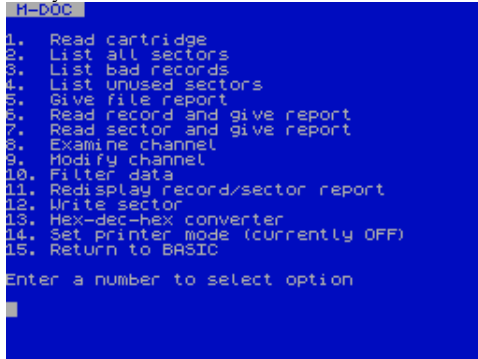 M-DOC
1. Read cartridge
2. List all sectors
3. List bad records
4. List unused sectors
5. Give file report
6. Read record and give report
7. Read sector and give report
8. Examine channel
9. Modify channel
10. Filter data
11. Redisplay record/sector report
12. Write sector
13. Hex-dec-hex converter
14. Set printer mode (currently OFF)
15. Return to BASIC
Enter a number to select option